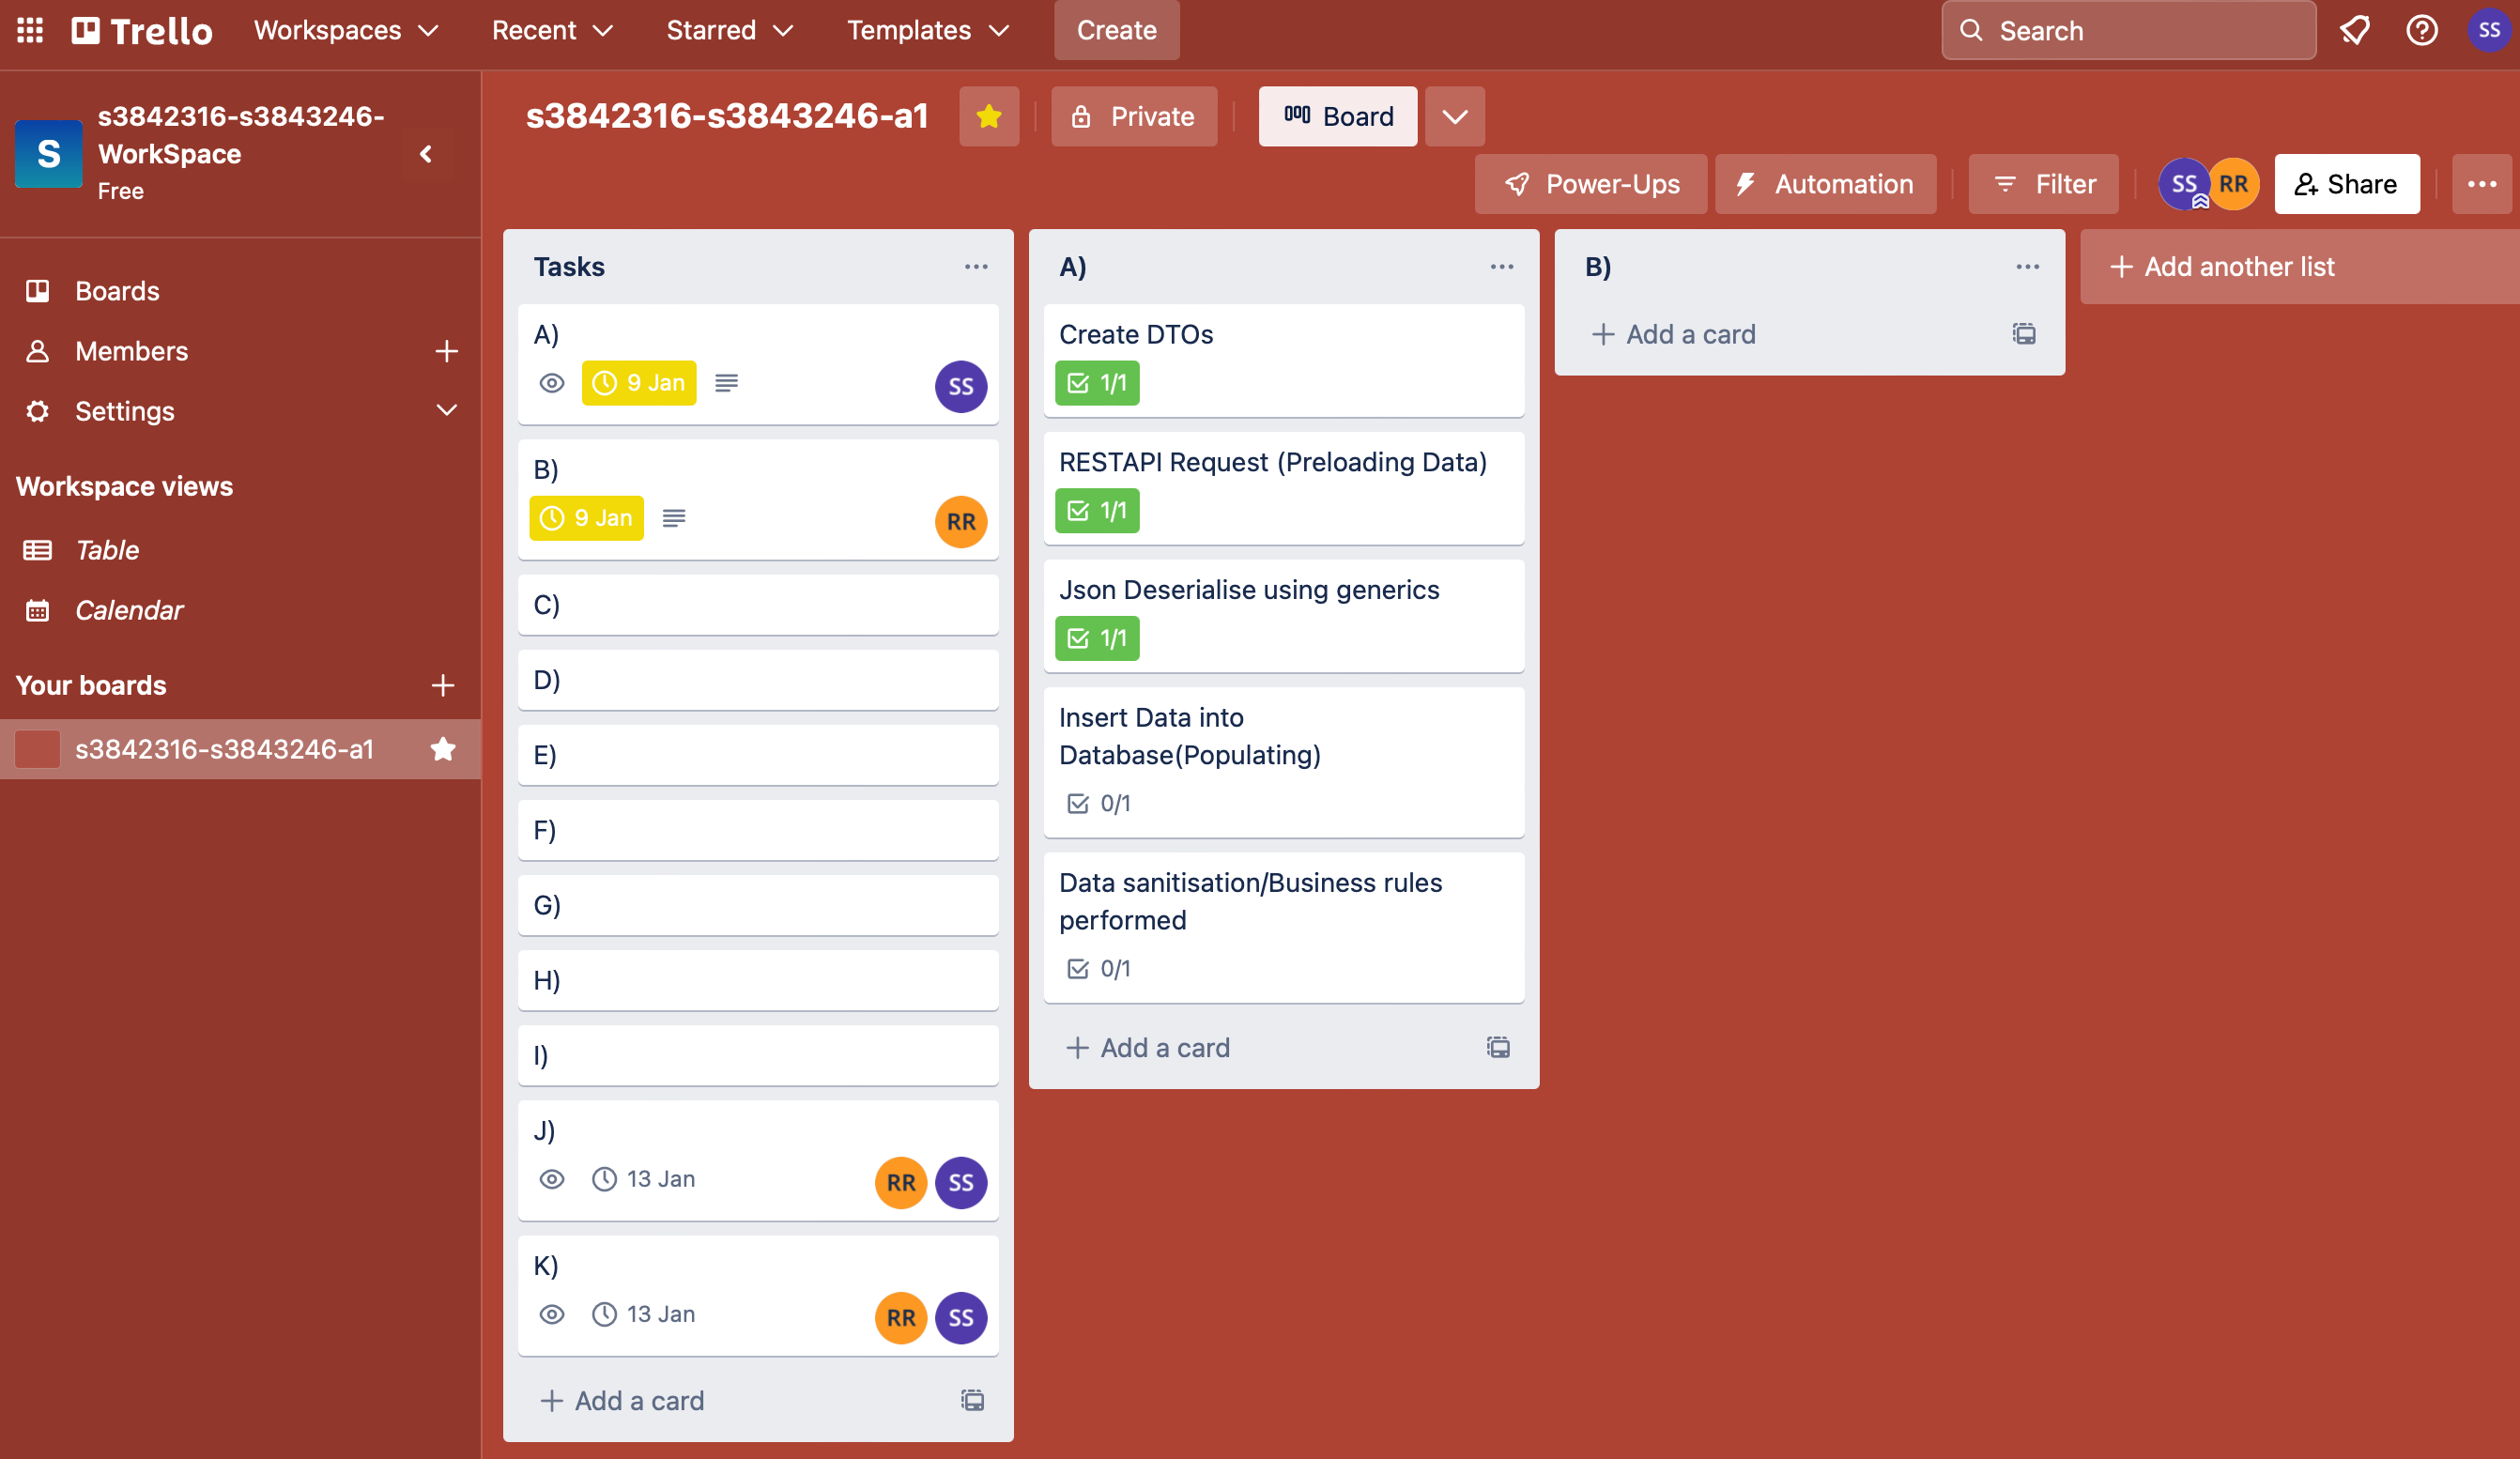 Trello
Workspaces
Recent
Starred
Templates
Create
Search
SS
s3842316-s3843246-
WorkSpace
Free
S
Boards
Members
Settings
Workspace views
Table
Calendar
Your boards
s3842316-s3843246-a1
s3842316-s3843246-a1
Private
Board
Power-Ups
Automation
Filter
SS
RR
Share
Tasks
A)
9 Jan
SS
B)
9 Jan
RR
C)
D)
E)
F)
G)
H)
I)
J)
13 Jan
RR
SS
K)
13 Jan
RR
SS
Add a card
A)
Create DTOs
1/1
RESTAPI Request (Preloading Data)
1/1
Json Deserialise using generics
1/1
Insert Data into
Database(Populating)
0/1
Data sanitisation/Business rules
performed
0/1
Add a card
B)
Add a card
Add another list